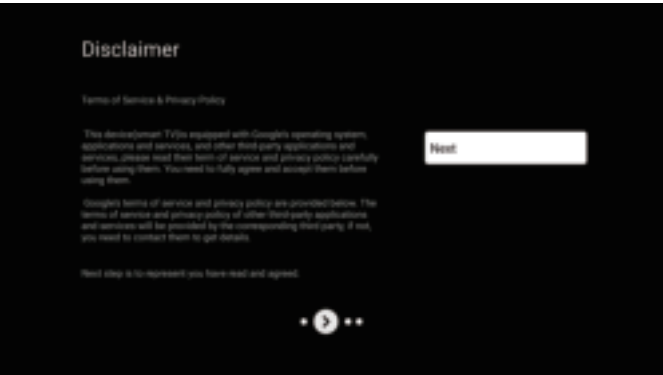 Disclaimer
Terms of Service & Privacy Policy
This device(smart TV)is equipped with Google's operating system,
applications and services, and other third-party applications and
services, please read their term of service and privacy policy carefully
before using them. You need to fully agree and accept them before
using them.
Google's terms of service and privacy policy are provided below. The
terms of service and privacy policy of other third-party applications
and services will be provided by the corresponding third party, if not,
you need to contact them to get details.
Next step is to represent you have read and agreed.
Next